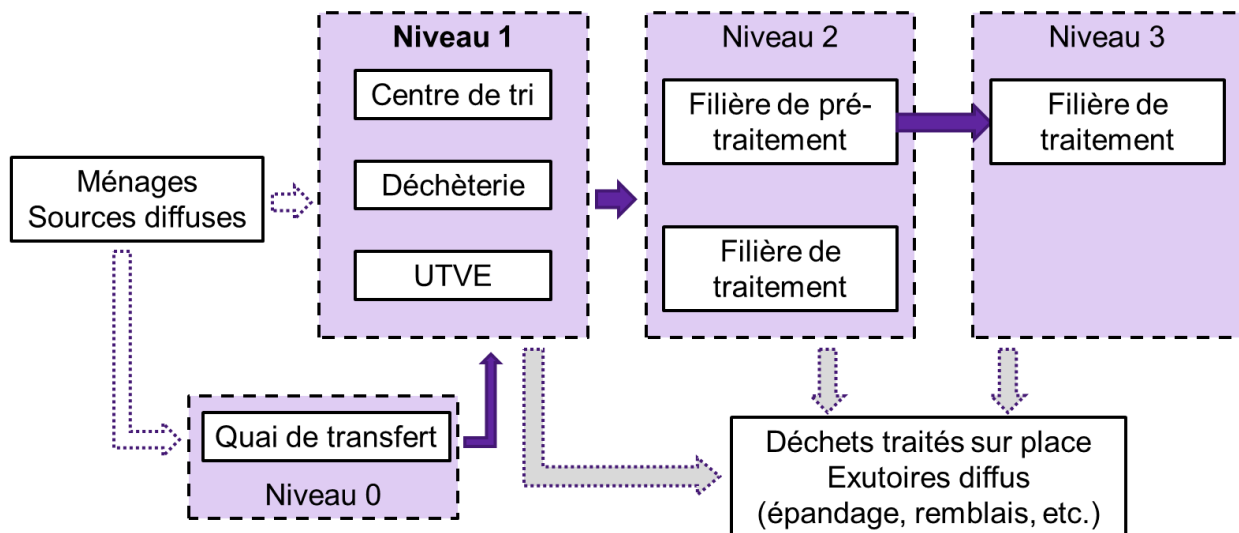 Niveau 1
Centre de tri
Déchèterie
UTVE
Niveau 2
Filière de pré-
traitement
Filière de
traitement
Niveau 3
Filière de
traitement
Ménages
Sources diffuses
Quai de transfert
Niveau 0
Déchets traités sur place
Exutoires diffus
(épandage, remblais, etc.)